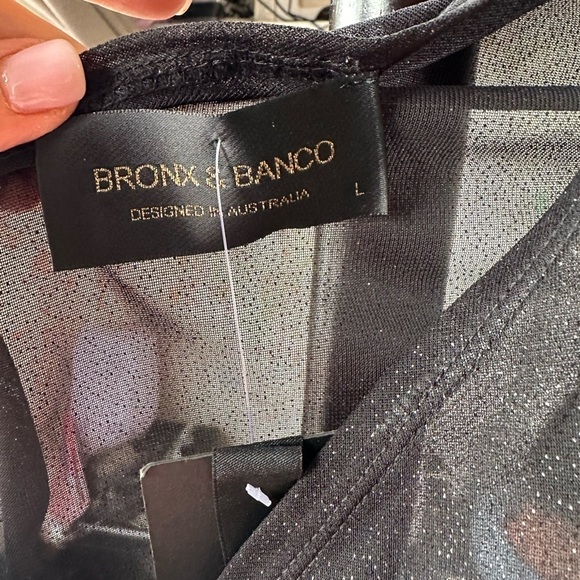 BRONX & BANCO
DESIGNED IN AUSTRALIA
L